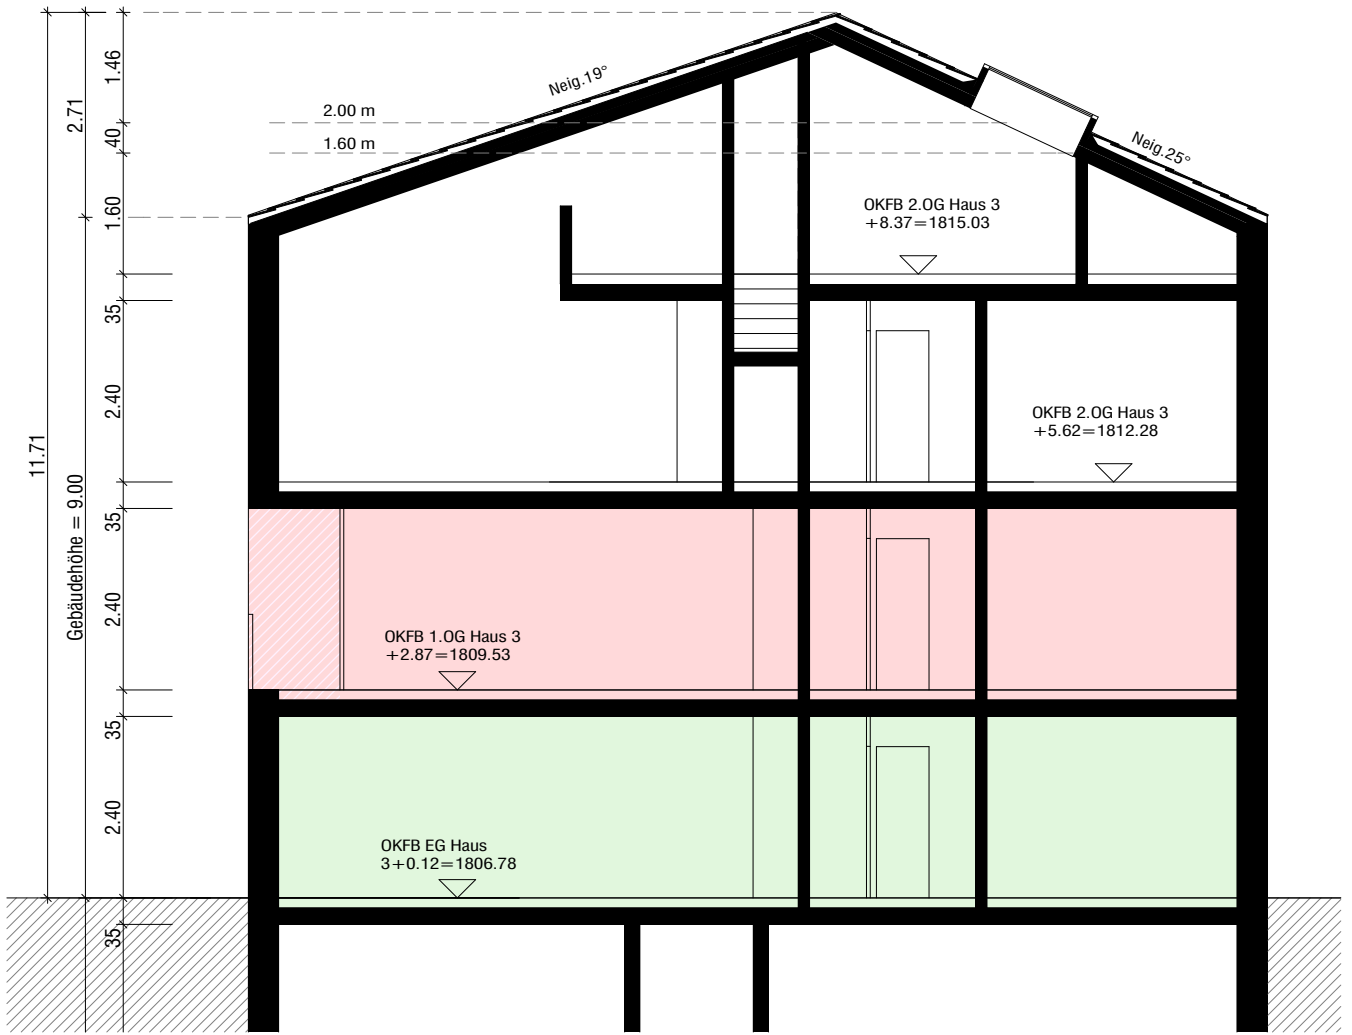 1.46
2.71
Neig.19°
2.00 m
40
1.60 m
Neig.25°
1.60
OKFB 2.OG Haus 3
+8.37=1815.03
35
2.40
OKFB 2.OG Haus 3
+5.62=1812.28
11.71
Gebäudehöhe = 9.00
35
2.40
OKFB 1.OG Haus 3
+2.87=1809.53
35
2.40
OKFB EG Haus
3+0.12=1806.78
35